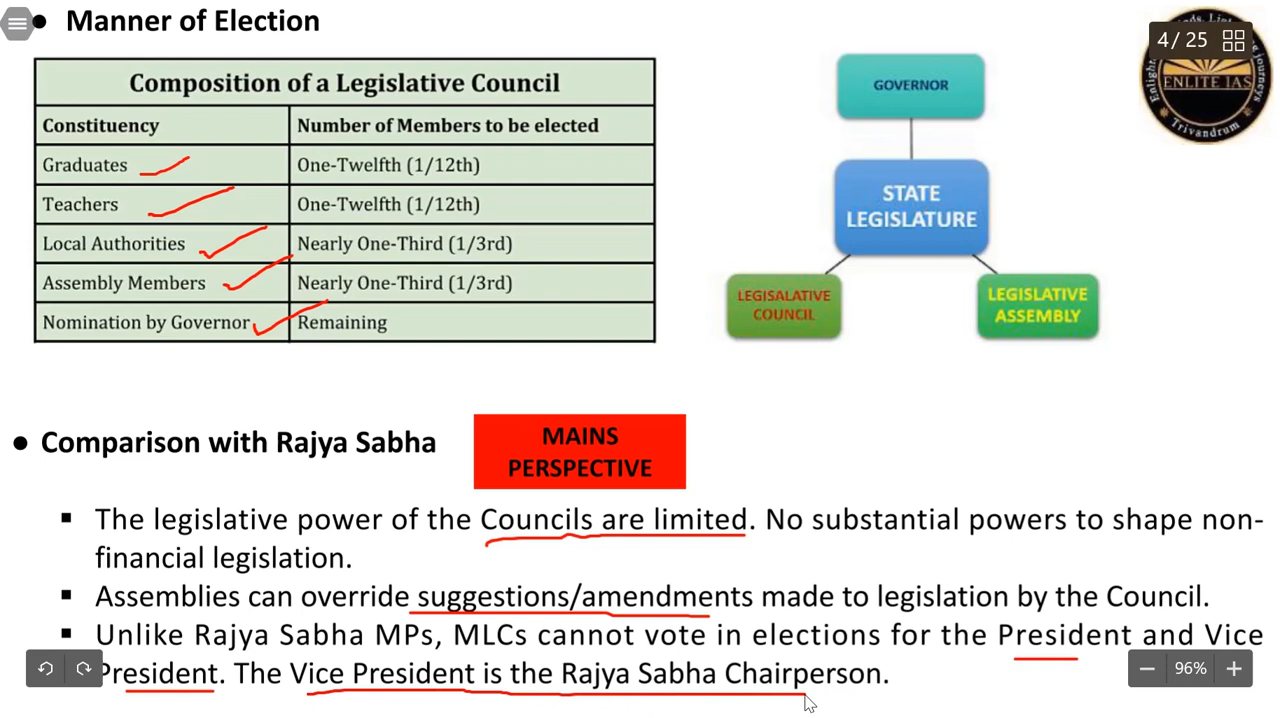 ● Manner of Election
4/ 25
Composition of a Legislative Council
Constituency Number of Members to be elected
Graduates One-Twelfth (1/12th)
Teachers One-Twelfth (1/12th)
Local Authorities Nearly One-Third (1/3rd)
Assembly Members Nearly One-Third (1/3rd)
Nomination by Governor Remaining
GOVERNOR
STATE
LEGISLATURE
LEGISALATIVE
COUNCIL
LEGISLATIVE
ASSEMBLY
ENLITE IAS
Trivandrum
● Comparison with Rajya Sabha
MAINS
PERSPECTIVE
▪ The legislative power of the Councils are limited. No substantial powers to shape non-
financial legislation.
▪ Assemblies can override suggestions/amendments made to legislation by the Council.
▪ Unlike Rajya Sabha MPs, MLCs cannot vote in elections for the President and Vice
President. The Vice President is the Rajya Sabha Chairperson.
96%